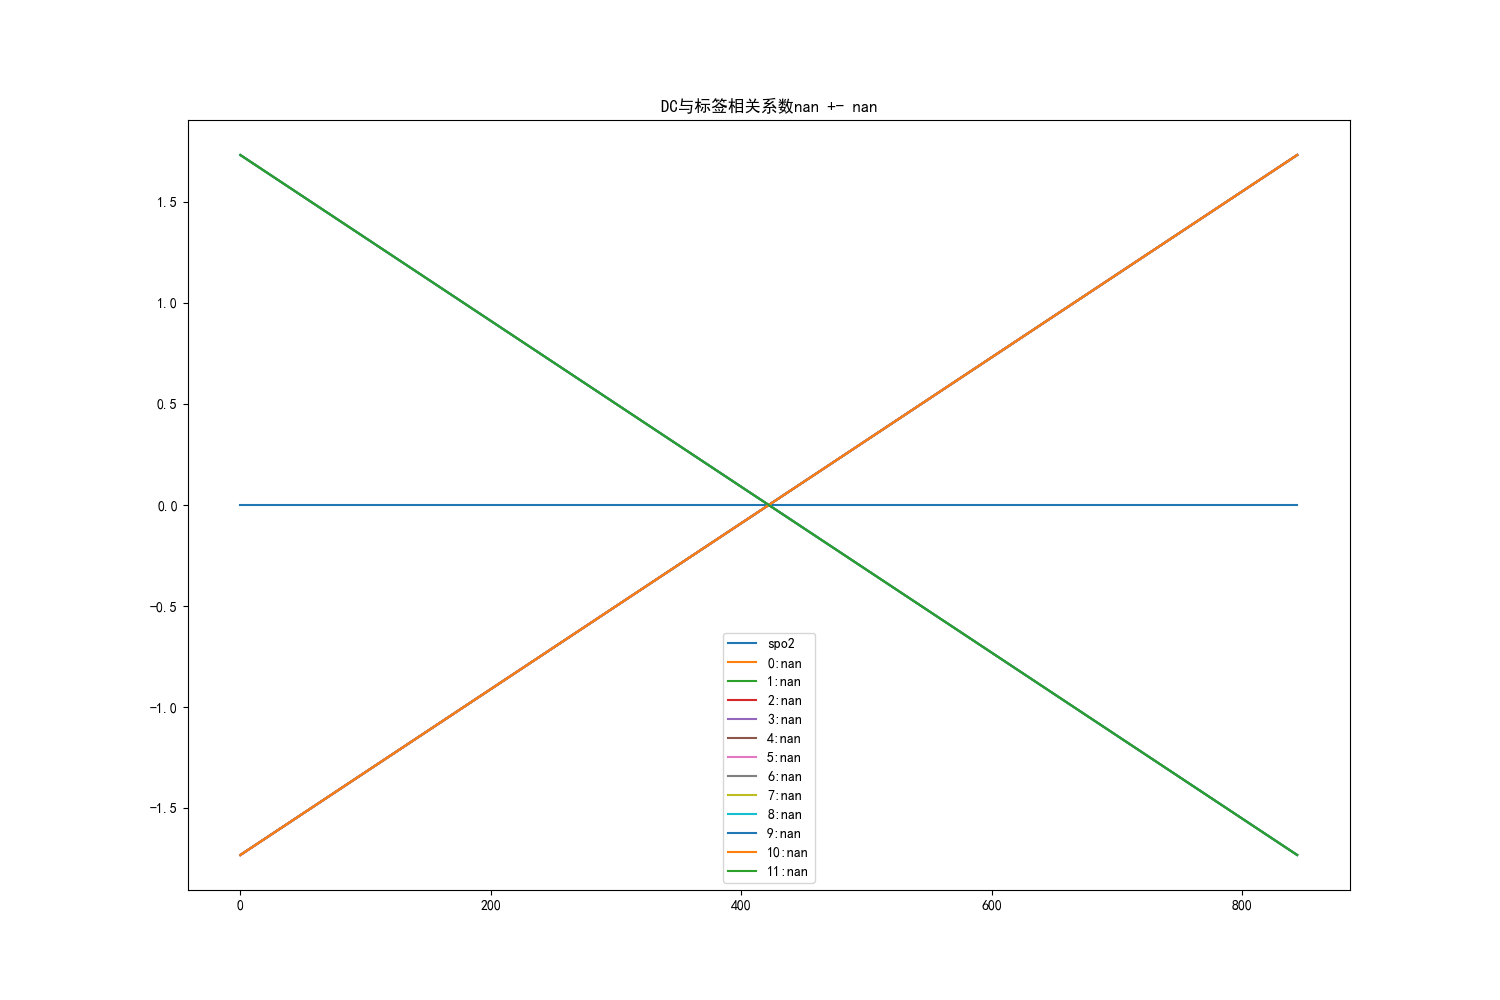 DC与标签相关系数nan +- nan
1.5
1.0
0.5
0.0
−0.5
−1.0
−1.5
spo2
0:nan
1:nan
2:nan
3:nan
4:nan
5:nan
6:nan
7:nan
8:nan
9:nan
10:nan
11:nan
0 200 400 600 800